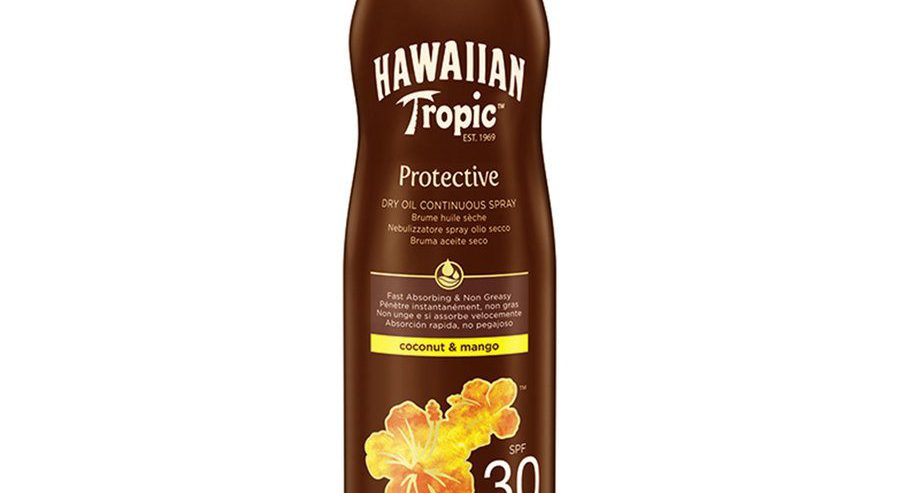 HAWAIIAN
Tropic™
EST. 1969
Protective
DRY OIL CONTINUOUS SPRAY
Brume huile sèche
Nebulizzatore spray olio secco
Bruma aceite seco
Fast Absorbing & Non Greasy
Pénètre instantanément, non gras
Non unge e si assorbe velocemente
Absorción rapida, no pegajoso
coconut & mango
™
SPF
30